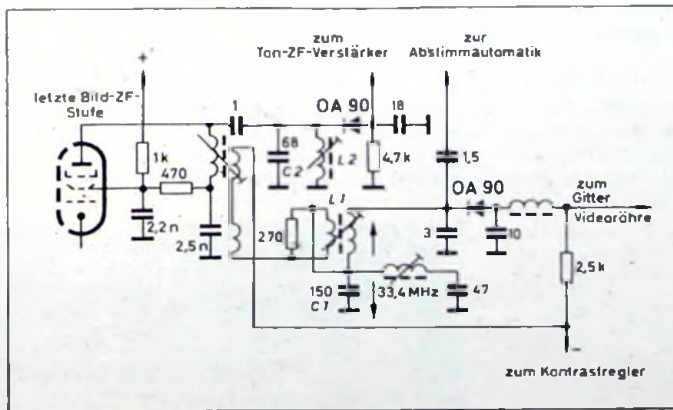 zum
Ton-ZF-Verstärker
zur
Abstimmautomatik
+
letzte Bild-ZF-
Stufe
1
OA 90
18
68
C2
L2
4,7k
1,5
1k
470
2,2n
2,5n
270
L1
OA 90
zum
Gitter
Videoröhre
3
10
2,5k
150
C1
33,4 MHz
47
−
zum Kontrastregler